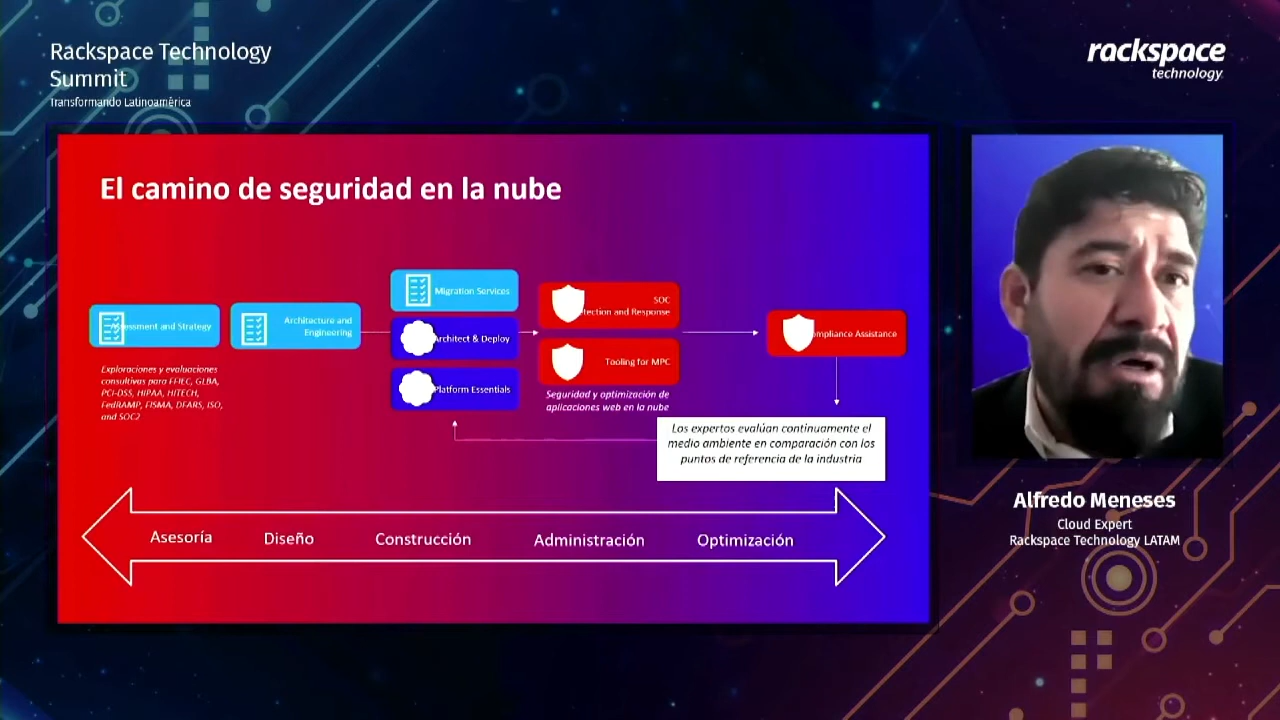 Rackspace Technology
Summit
Transformando Latinoamérica
rackspace
technology
El camino de seguridad en la nube
Assessment and Strategy
Exploraciones y evaluaciones
consultivas para FFIEC, GLBA,
PCI-DSS, HIPAA, HITECH,
FedRAMP, FISMA, DFARS, ISO,
and SOC2
Architecture and
Engineering
Migration Services
Architect & Deploy
Platform Essentials
SOC
etection and Response
Tooling for MPC
Seguridad y optimización de
aplicaciones web en la nube
ompliance Assistance
Los expertos evalúan continuamente el
medio ambiente en comparación con los
puntos de referencia de la industria
Asesoría
Diseño
Construcción
Administración
Optimización
Alfredo Meneses
Cloud Expert
Rackspace Technology LATAM